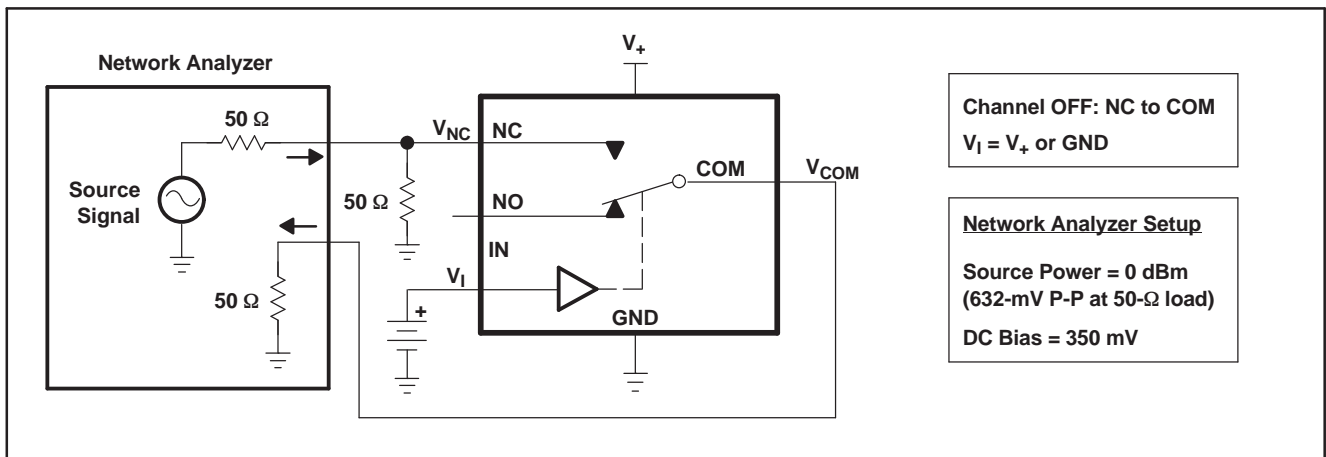 Network Analyzer
50 Ω
Source
Signal
50 Ω
V+
VNC
NC
50 Ω
NO
IN
VI
+
GND
COM
VCOM
Channel OFF: NC to COM
VI = V+ or GND
Network Analyzer Setup
Source Power = 0 dBm
(632-mV P-P at 50-Ω load)
DC Bias = 350 mV